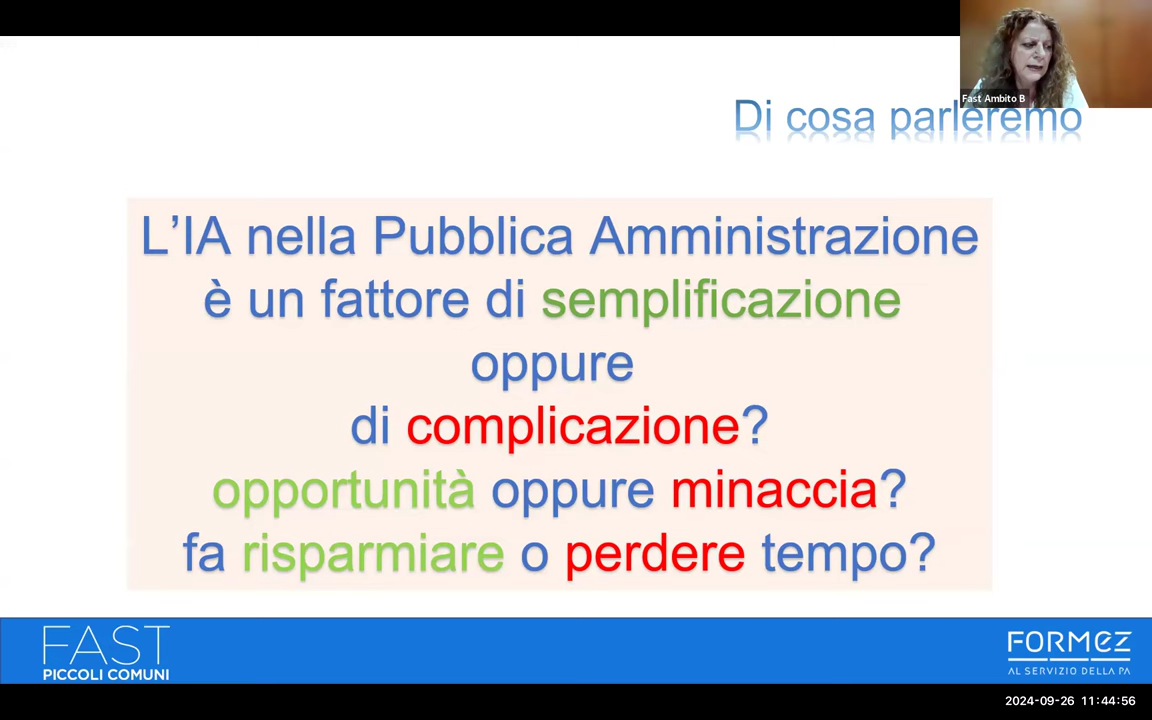 Fast Ambito B
Di cosa parleremo
L’IA nella Pubblica Amministrazione
è un fattore di semplificazione
oppure
di complicazione?
opportunità oppure minaccia?
fa risparmiare o perdere tempo?
FAST
PICCOLI COMUNI
FORMEZ
AL SERVIZIO DELLA PA
2024-09-26 11:44:56